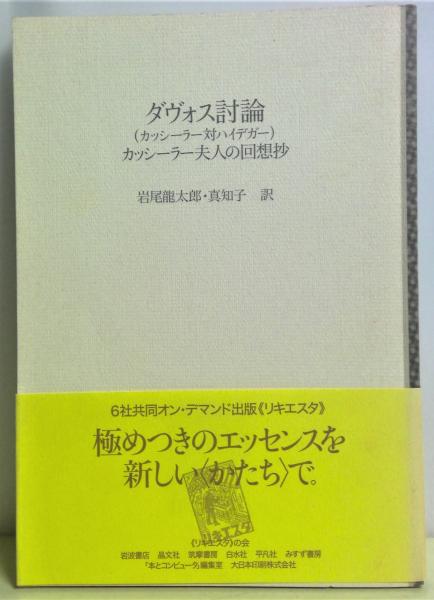 ダヴォス討論
(カッシーラー対ハイデガー)
カッシーラー夫人の回想抄
岩尾龍太郎・真知子 訳
6社共同オン・デマンド出版《リキエスタ》
極めつきのエッセンスを
新しい〈かたち〉で。
リキエスタ
《リキエスタ》の会
岩波書店 晶文社 筑摩書房 白水社 平凡社 みすず書房
『本とコンピュータ』編集室 大日本印刷株式会社